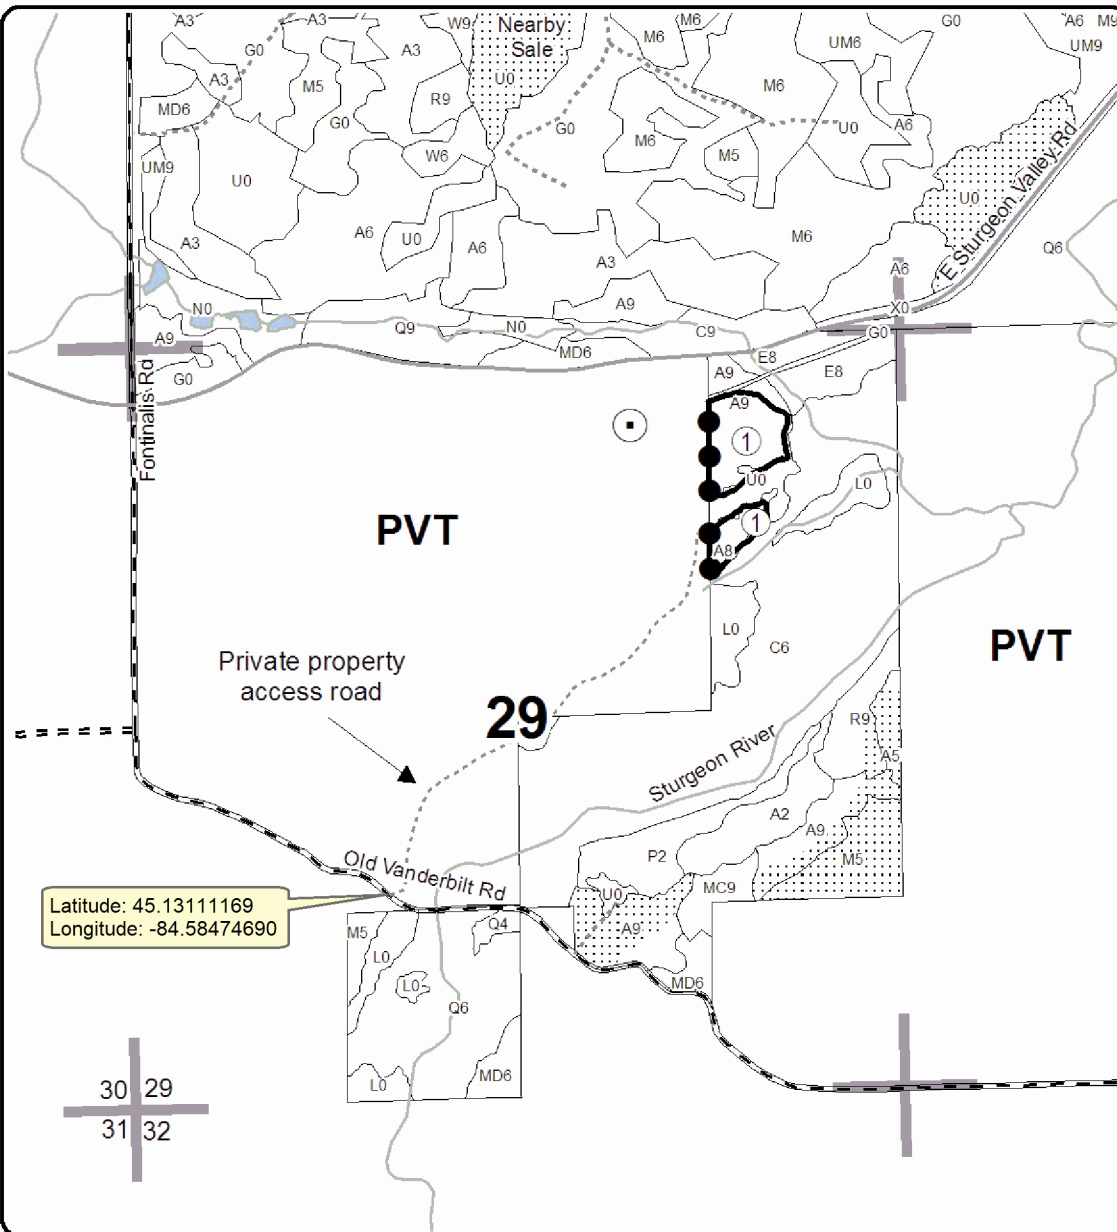 A3
A3
W9
Nearby
Sale
M6
G0
A6
M9
G0
A3
M6
UM6
UM9
A3
M5
U0
M6
MD6
R9
G0
G0
M6
U0
A6
UM9
W6
M5
U0
U0
E Sturgeon Valley Rd
A3
A6
U0
A6
M6
Q6
A3
A6
N0
A9
X0
Q9
N0
C9
G0
A9
MD6
E8
G0
A9
E8
Fontinalis Rd
A9
1
U0
L0
PVT
1
A8
L0
C6
PVT
Private property
access road
29
R9
Sturgeon River
A5
A2
A9
P2
M5
Old Vanderbilt Rd
U0
MC9
Latitude: 45.13111169
Longitude: -84.58474690
M5
Q4
A9
L0
L0
MD6
Q6
L0
MD6
30 29
31 32